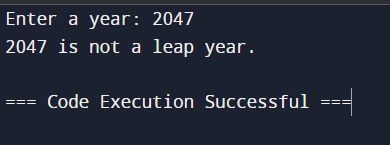 Enter a year: 2047
2047 is not a leap year.
=== Code Execution Successful ===